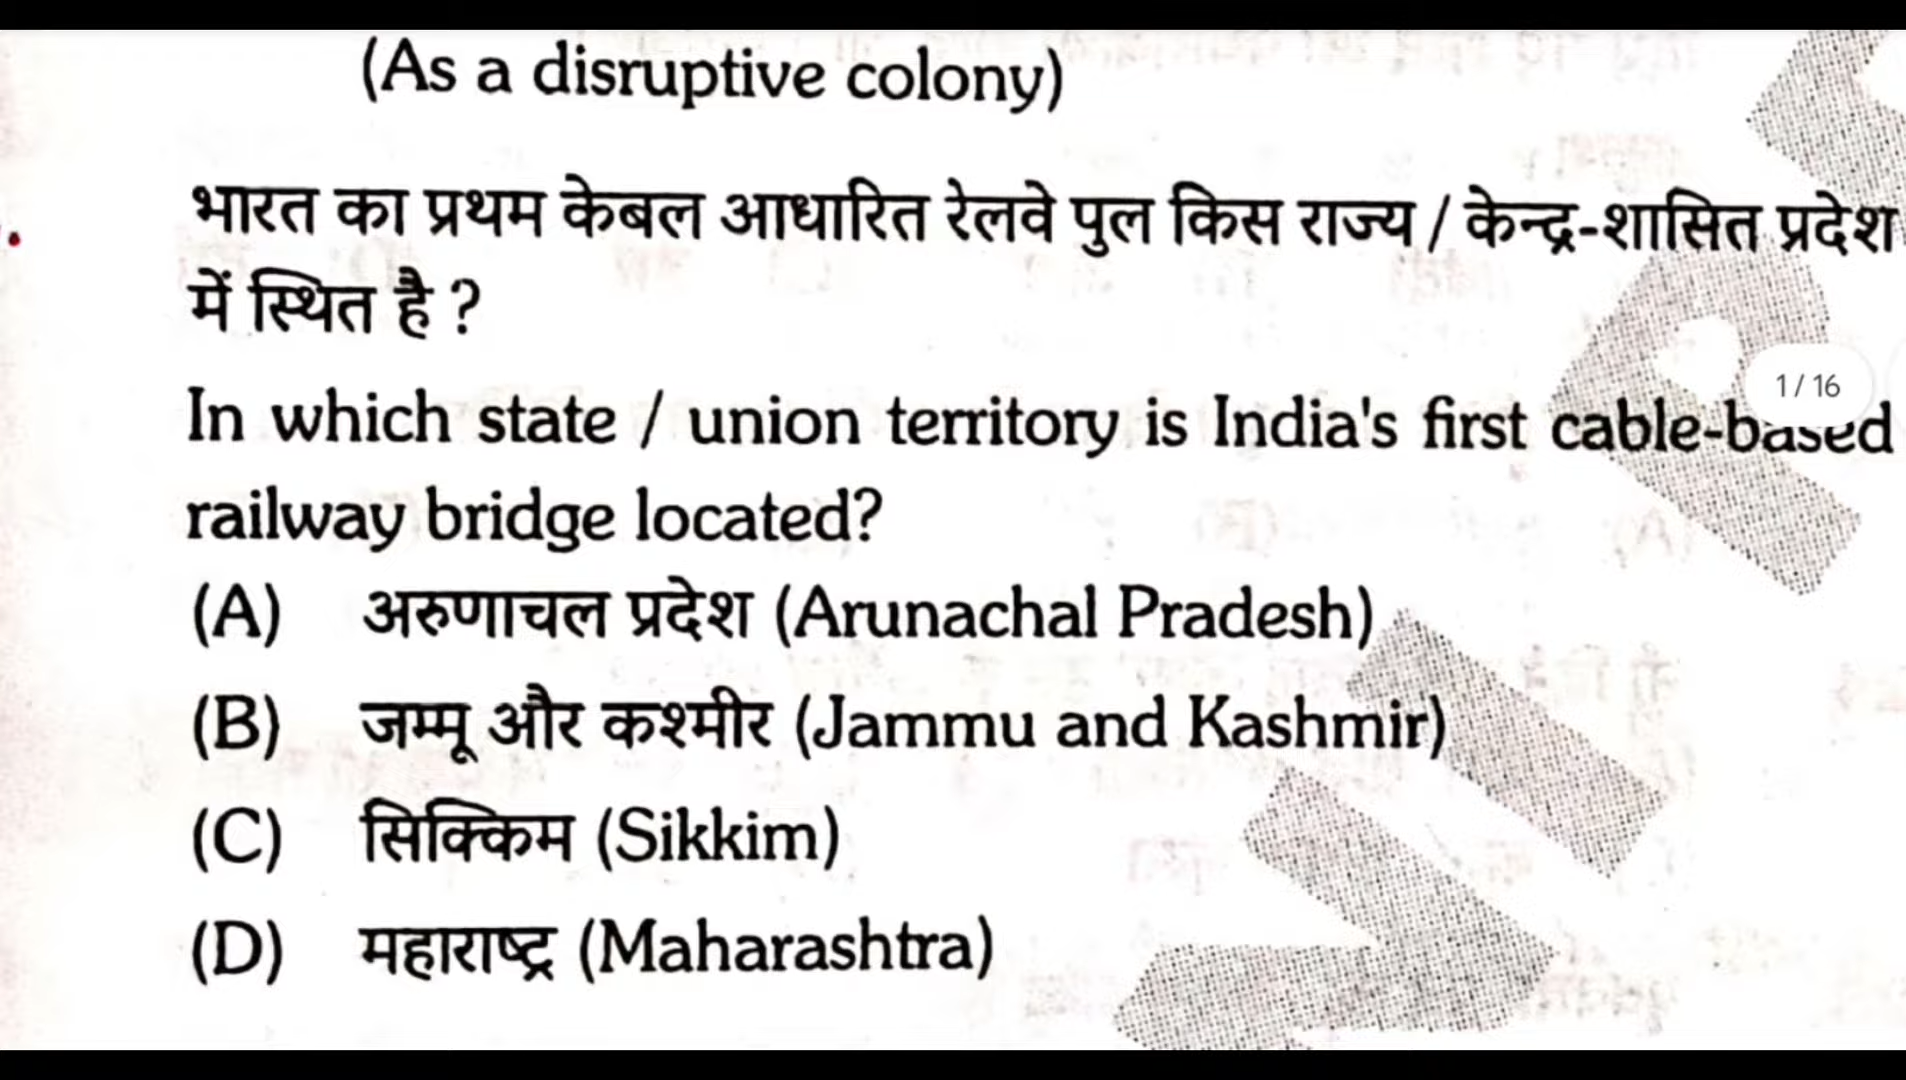 (As a disruptive colony)
भारत का प्रथम केबल आधारित रेलवे पुल किस राज्य / केन्द्र-शासित प्रदेश
में स्थित है ?
1 / 16
In which state / union territory is India's first cable-based
railway bridge located?
(A) अरुणाचल प्रदेश (Arunachal Pradesh)
(B) जम्मू और कश्मीर (Jammu and Kashmir)
(C) सिक्किम (Sikkim)
(D) महाराष्ट्र (Maharashtra)